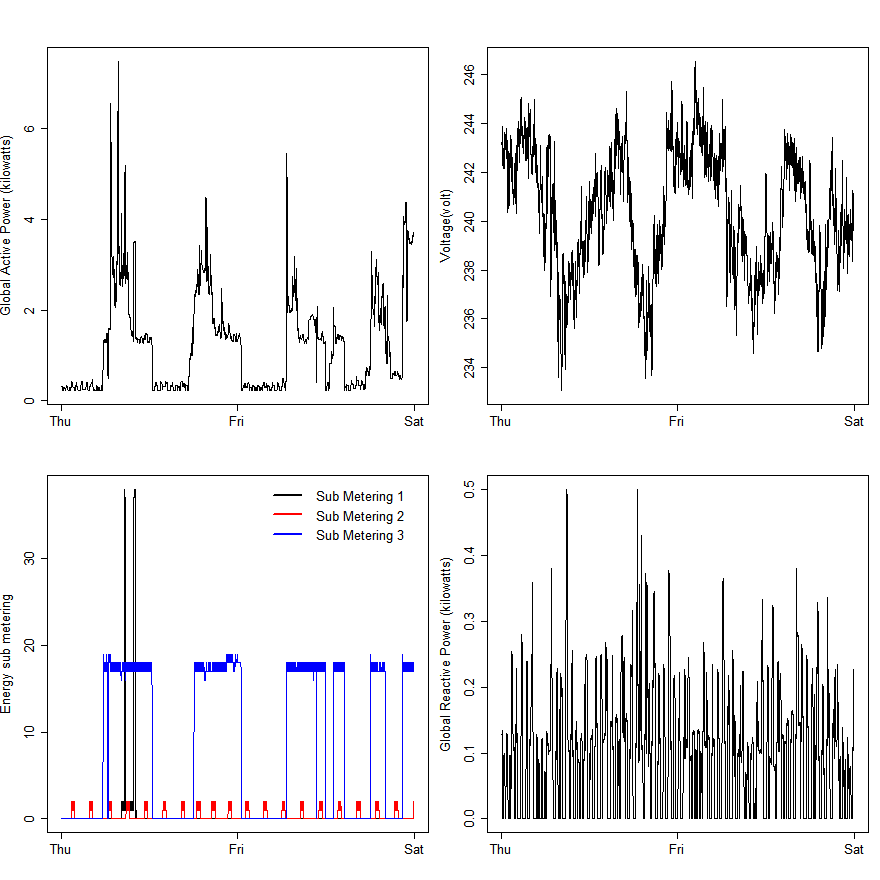 Global Active Power (kilowatts)
0
2
4
6
Thu
Fri
Sat
Voltage(volt)
234
236
238
240
242
244
246
Thu
Fri
Sat
Energy sub metering
0
10
20
30
Sub Metering 1
Sub Metering 2
Sub Metering 3
Thu
Fri
Sat
Global Reactive Power (kilowatts)
0.0
0.1
0.2
0.3
0.4
0.5
Thu
Fri
Sat